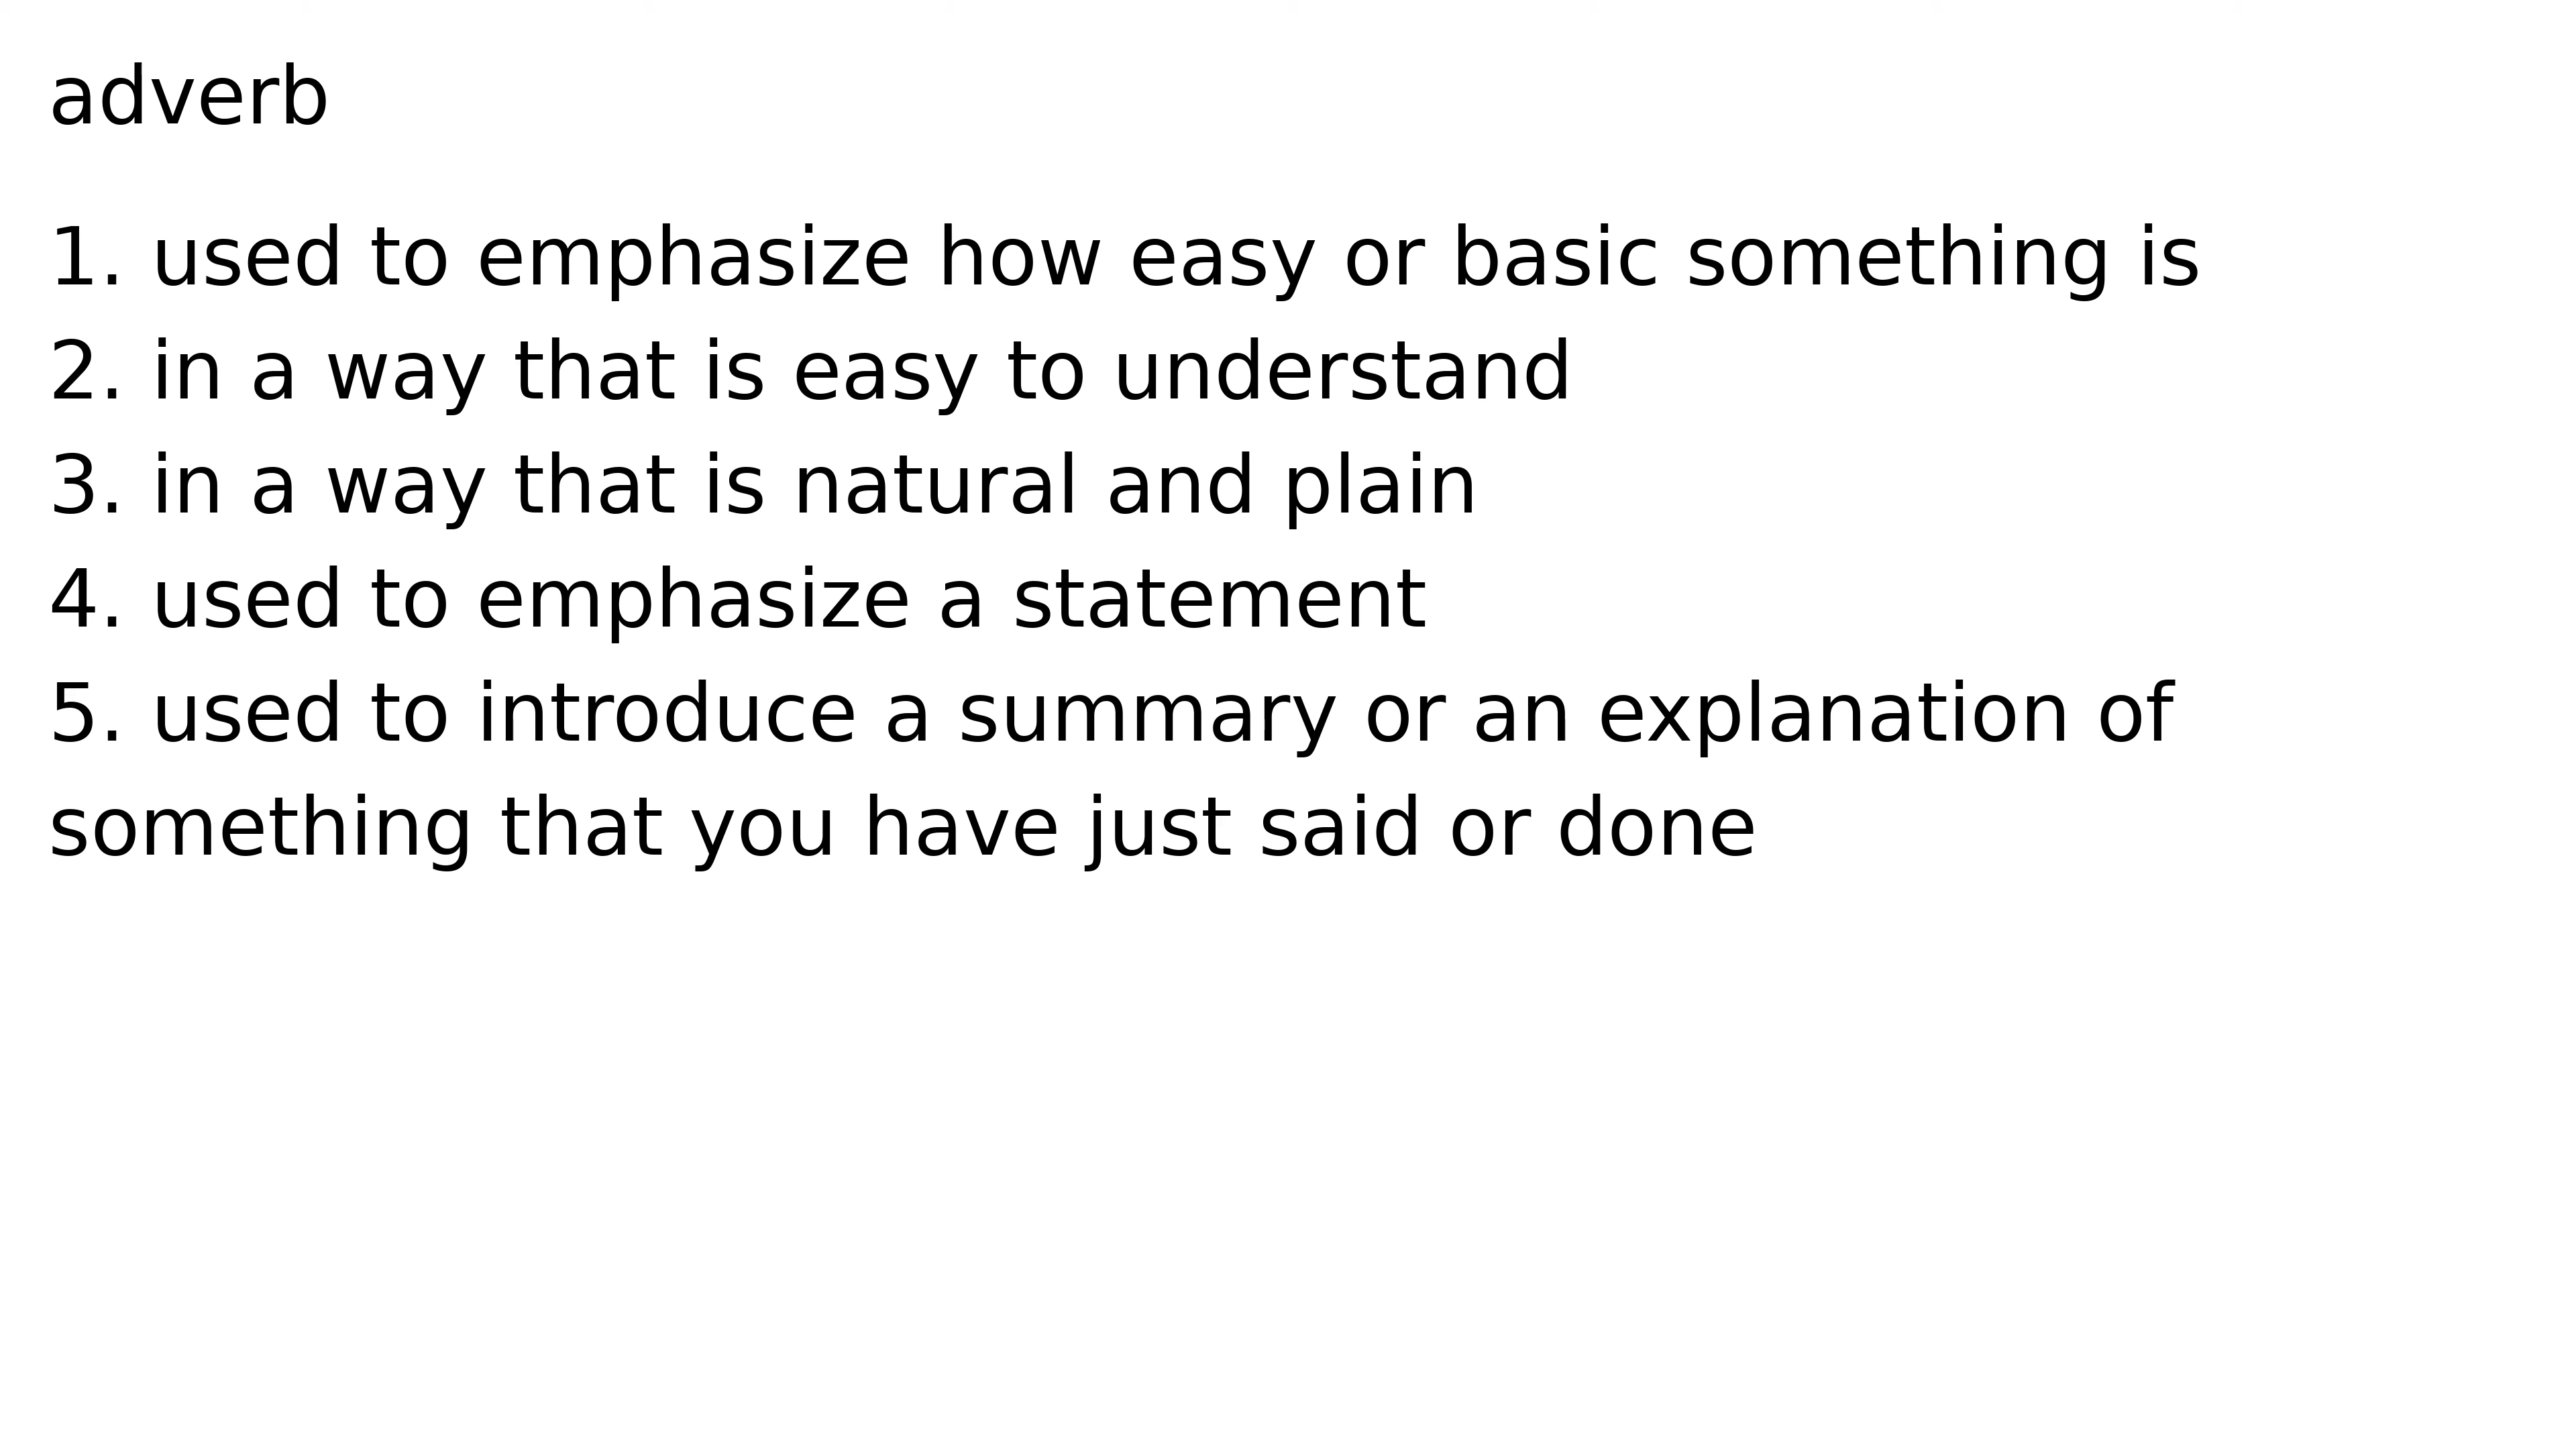 adverb
1. used to emphasize how easy or basic something is
2. in a way that is easy to understand
3. in a way that is natural and plain
4. used to emphasize a statement
5. used to introduce a summary or an explanation of
something that you have just said or done